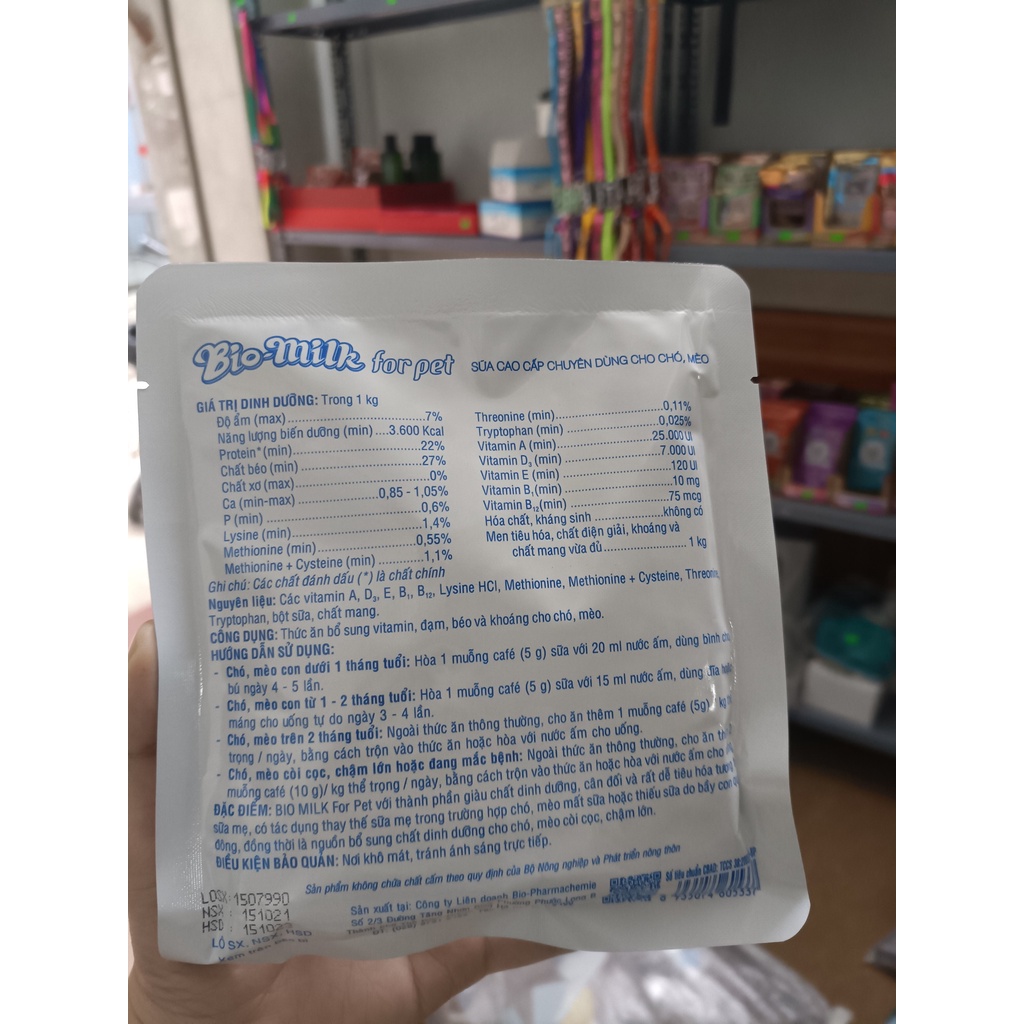 Bio-Milk for pet SỮA CAO CẤP CHUYÊN DÙNG CHO CHÓ, MÈO
GIÁ TRỊ DINH DƯỠNG: Trong 1 kg
Độ ẩm (max)..........7%
Năng lượng biến dưỡng (min)....3.600 Kcal
Protein* (min)..........22%
Chất béo (min)..........27%
Chất xơ (max)..........0%
Ca (min-max)..........0,85 - 1,05%
P (min)..........0,6%
Lysine (min)..........1,4%
Methionine (min)..........0,55%
Methionine + Cysteine (min)..........1,1%
Threonine (min)..........0,11%
Tryptophan (min)..........0,025%
Vitamin A (min)..........25.000 UI
Vitamin D3 (min)..........7.000 UI
Vitamin E (min)..........120 UI
Vitamin B1 (min)..........10 mg
Vitamin B12 (min)..........75 mcg
Hóa chất, kháng sinh..........không có
Men tiêu hóa, chất điện giải, khoáng và
chất mang vừa đủ..........1 kg
Ghi chú: Các chất đánh dấu (*) là chất chính
Nguyên liệu: Các vitamin A, D3, E, B1, B12, Lysine HCl, Methionine, Methionine + Cysteine, Threonine,
Tryptophan, bột sữa, chất mang.
CÔNG DỤNG: Thức ăn bổ sung vitamin, đạm, béo và khoáng cho chó, mèo.
HƯỚNG DẪN SỬ DỤNG:
- Chó, mèo con dưới 1 tháng tuổi: Hòa 1 muỗng café (5 g) sữa với 20 ml nước ấm, dùng bình cho
bú ngày 4 - 5 lần.
- Chó, mèo con từ 1 - 2 tháng tuổi: Hòa 1 muỗng café (5 g) sữa với 15 ml nước ấm, dùng dĩa hoặc
máng cho uống tự do ngày 3 - 4 lần.
- Chó, mèo trên 2 tháng tuổi: Ngoài thức ăn thông thường, cho ăn thêm 1 muỗng café (5g) / kg
trọng / ngày, bằng cách trộn vào thức ăn hoặc hòa với nước ấm cho uống.
- Chó, mèo còi cọc, chậm lớn hoặc đang mắc bệnh: Ngoài thức ăn thông thường, cho ăn
muỗng café (10 g)/ kg thể trọng / ngày, bằng cách trộn vào thức ăn hoặc hòa với nước ấm cho
ĐẶC ĐIỂM: BIO MILK For Pet với thành phần giàu chất dinh dưỡng, cân đối và rất dễ tiêu hóa tương
sữa mẹ, có tác dụng thay thế sữa mẹ trong trường hợp chó, mèo mất sữa hoặc thiếu sữa do bầy con
đông, đồng thời là nguồn bổ sung chất dinh dưỡng cho chó, mèo còi cọc, chậm lớn.
ĐIỀU KIỆN BẢO QUẢN: Nơi khô mát, tránh ánh sáng trực tiếp.
Sản phẩm không chứa chất cấm theo quy định của Bộ Nông nghiệp và Phát triển nông thôn
Sản xuất tại: Công ty Liên doanh Bio-Pharmachemie
Số 2/3 Đường Tăng
Số tiêu chuẩn CBAD: TCCS
LOSX: 1507990
NSX : 151021
HSD : 151023
LÔ SX, NSX, HSD